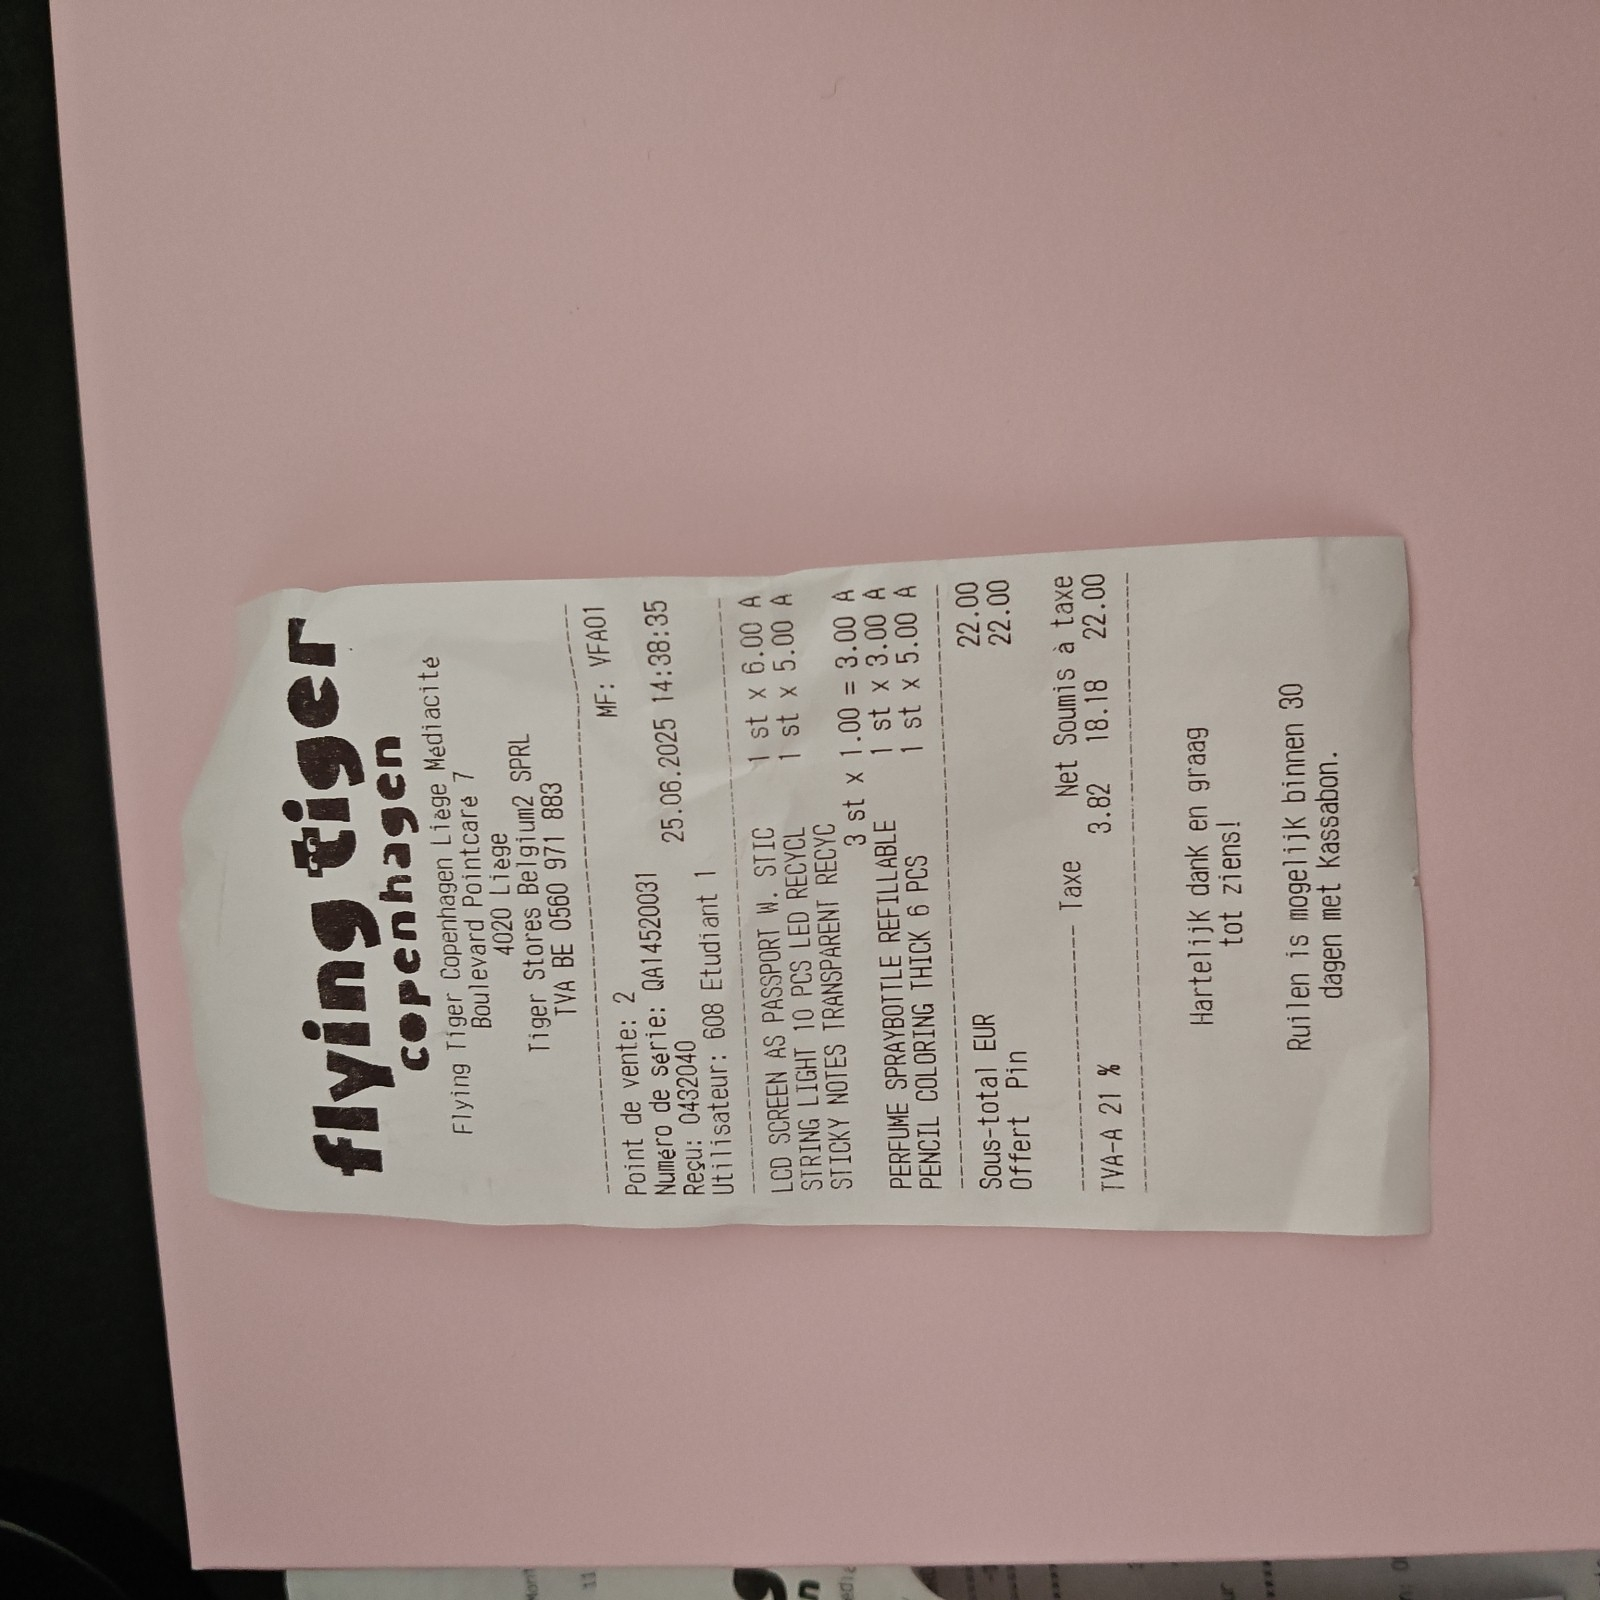 flying tiger
copenhagen
Flying Tiger Copenhagen Liege Médiacité
Boulevard Pointcaré 7
4020 Liège
Tiger Stores Belgium2 SPRL
TVA BE 0560 971 883
MF: VFA01
Point de vente: 2
Numéro de série: QA14520031
Reçu: 0432040 25.06.2025 14:38:35
Utilisateur: 608 Etudiant 1
LCD SCREEN AS PASSPORT W. STIC 1 st x 6.00 A
STRING LIGHT 10 PCS LED RECYCL 1 st x 5.00 A
STICKY NOTES TRANSPARENT RECYC
3 st x 1.00 = 3.00 A
PERFUME SPRAYBOTTLE REFILLABLE 1 st x 3.00 A
PENCIL COLORING THICK 6 PCS 1 st x 5.00 A
Sous-total EUR 22.00
Offert Pin 22.00
Taxe Net Soumis à taxe
TVA-A 21 % 3.82 18.18 22.00
Hartelijk dank en graag
tot ziens!
Ruilen is mogelijk binnen 30
dagen met kassabon.